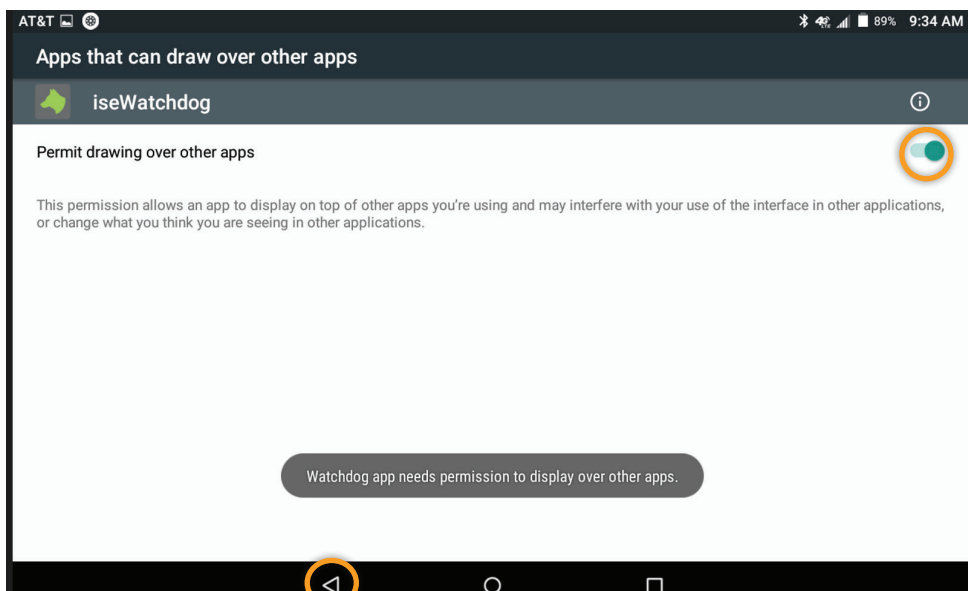 AT&T 89% 9:34 AM
Apps that can draw over other apps
iseWatchdog
Permit drawing over other apps
This permission allows an app to display on top of other apps you're using and may interfere with your use of the interface in other applications,
or change what you think you are seeing in other applications.
Watchdog app needs permission to display over other apps.